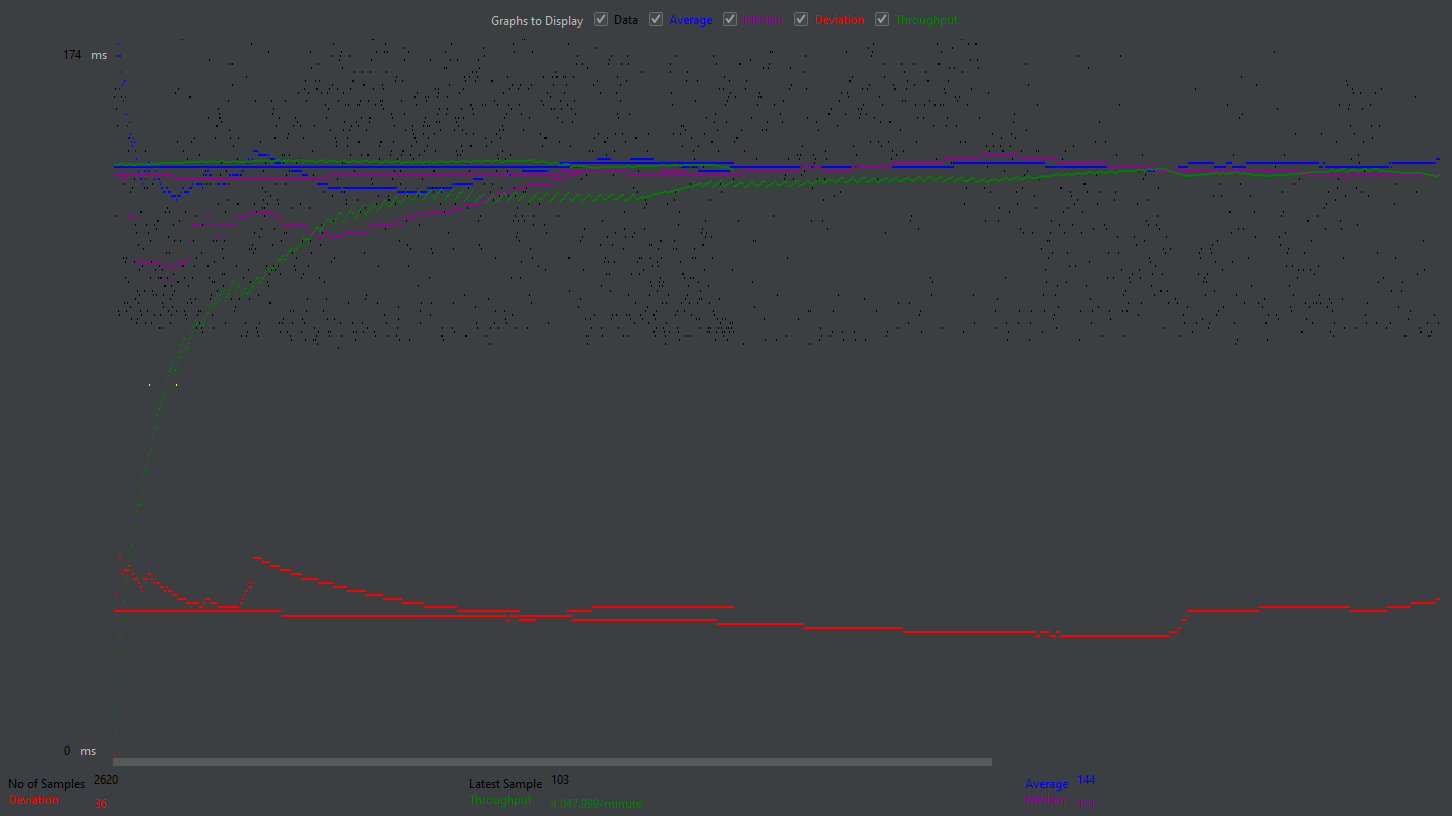 Graphs to Display Data Average Median Deviation Throughput
174 ms
0 ms
No of Samples 2620 Latest Sample 103 Average 144
Deviation 36 Throughput 4,047.999/minute Median